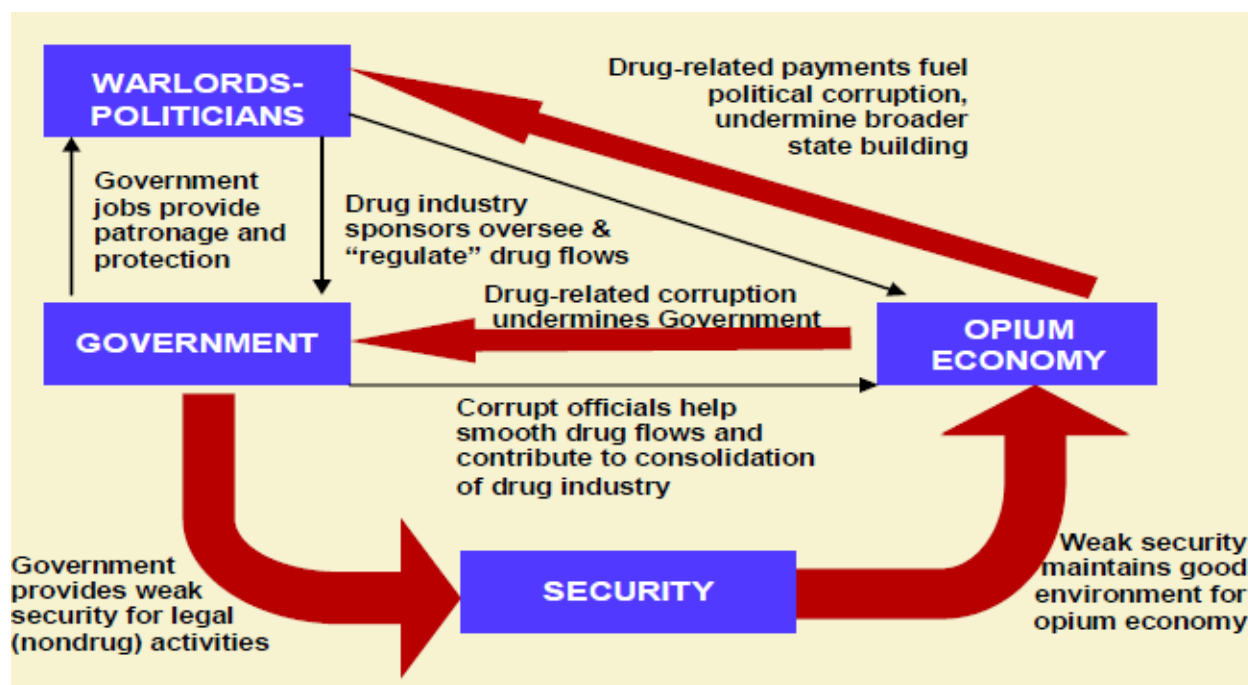 WARLORDS-
POLITICIANS
Drug-related payments fuel
political corruption,
undermine broader
state building
Government
jobs provide
patronage and
protection
Drug industry
sponsors oversee &
“regulate” drug flows
Drug-related corruption
undermines Government
GOVERNMENT
OPIUM
ECONOMY
Corrupt officials help
smooth drug flows and
contribute to consolidation
of drug industry
Government
provides weak
security for legal
(nondrug) activities
SECURITY
Weak security
maintains good
environment for
opium economy